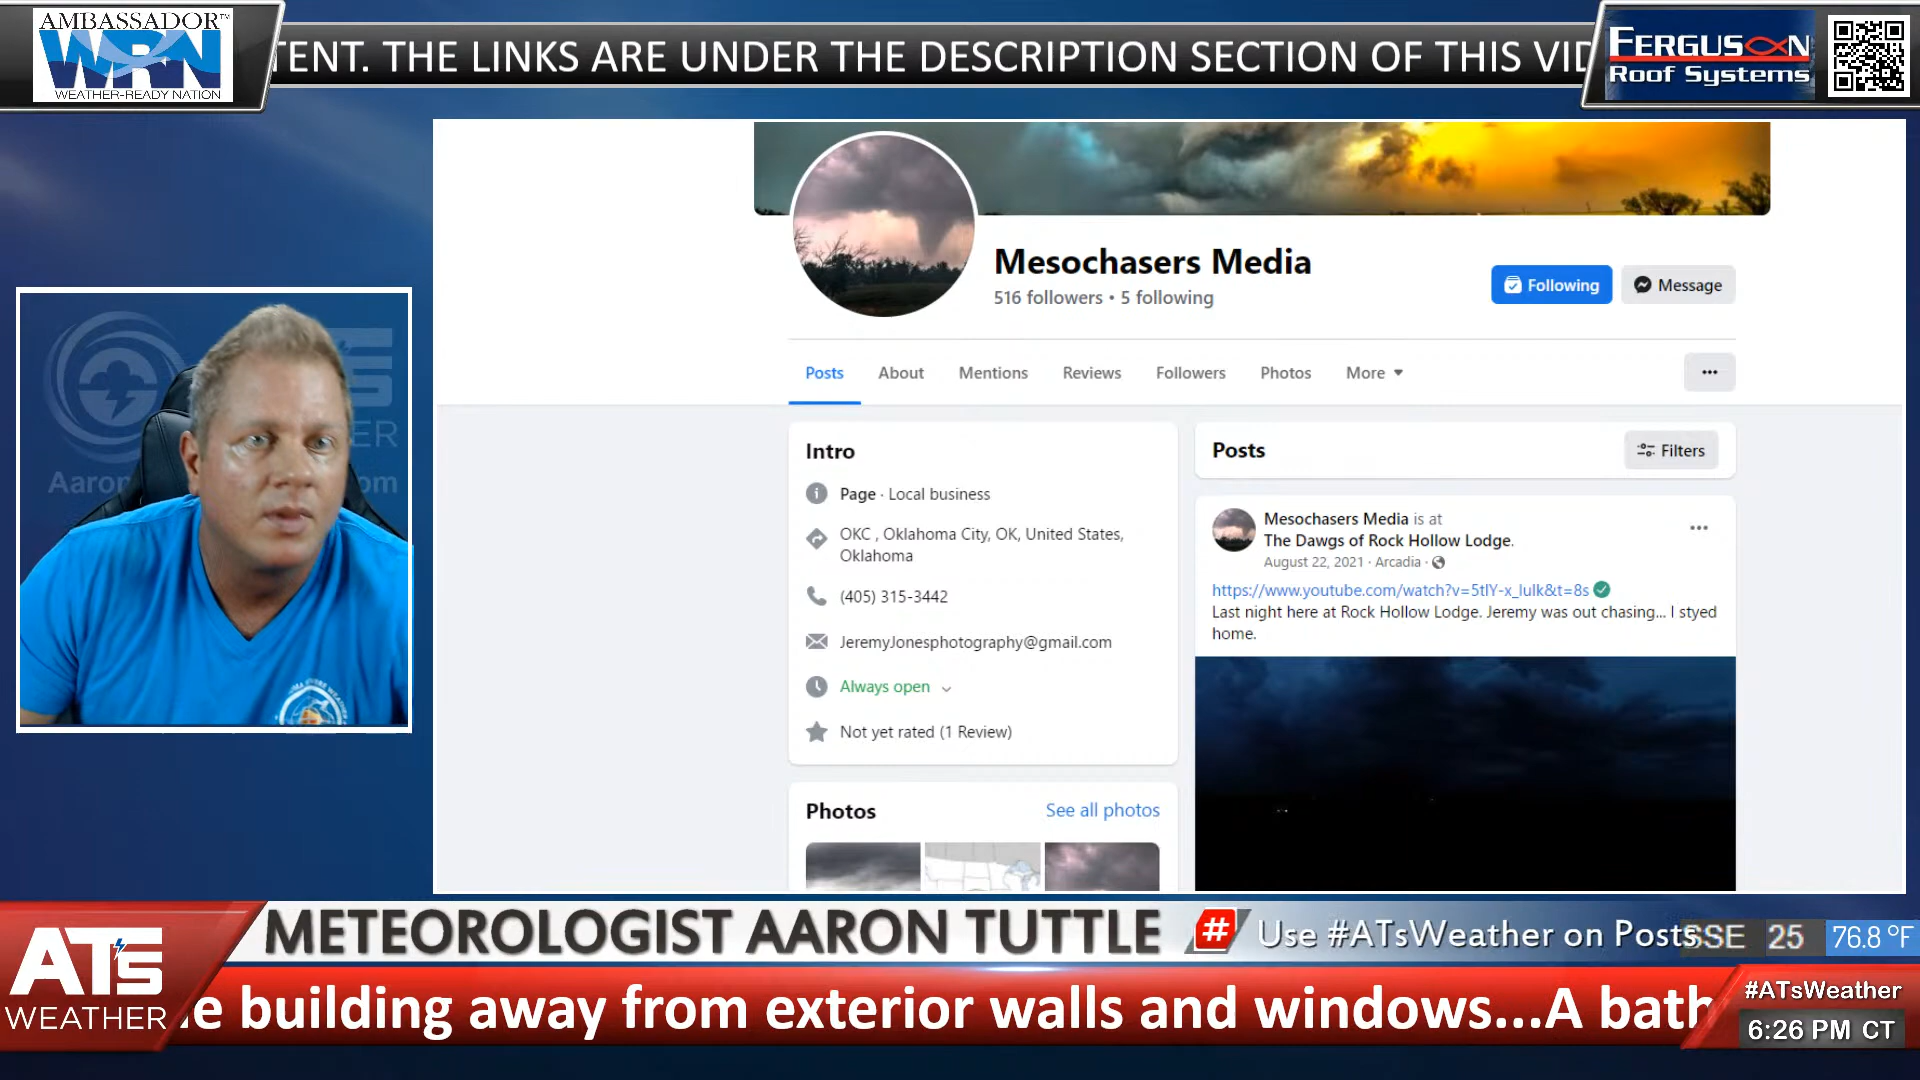 AMBASSADOR™
WRN
WEATHER-READY NATION
TENT. THE LINKS ARE UNDER THE DESCRIPTION SECTION OF THIS VID
FERGUSON
Roof Systems
Mesochasers Media
516 followers • 5 following
Following
Message
Posts
About
Mentions
Reviews
Followers
Photos
More
Intro
Page · Local business
OKC , Oklahoma City, OK, United States,
Oklahoma
(405) 315-3442
JeremyJonesphotography@gmail.com
Always open
Not yet rated (1 Review)
Photos
See all photos
Posts
Filters
Mesochasers Media is at
The Dawgs of Rock Hollow Lodge.
August 22, 2021 · Arcadia ·
https://www.youtube.com/watch?v=5tlY-x_lulk&t=8s
Last night here at Rock Hollow Lodge. Jeremy was out chasing... I styed
home.
METEOROLOGIST AARON TUTTLE
# Use #ATsWeather on Posts
SSE 25 76.8 °F
ATS
WEATHER
e building away from exterior walls and windows...A bath
#ATsWeather
6:26 PM CT